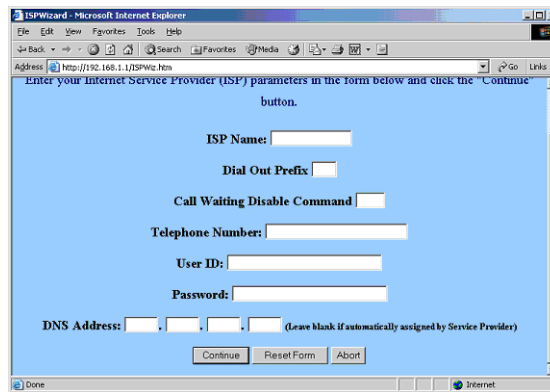 ISPWizard - Microsoft Internet Explorer
File Edit View Favorites Tools Help
Back Search Favorites Media
Address http://192.168.1.1/ISPWiz.htm Go Links
Enter your Internet Service Provider (ISP) parameters in the form below and click the "Continue"
button.
ISP Name:
Dial Out Prefix
Call Waiting Disable Command
Telephone Number:
User ID:
Password:
DNS Address: . . . (Leave blank if automatically assigned by Service Provider)
Continue Reset Form Abort
Done Internet